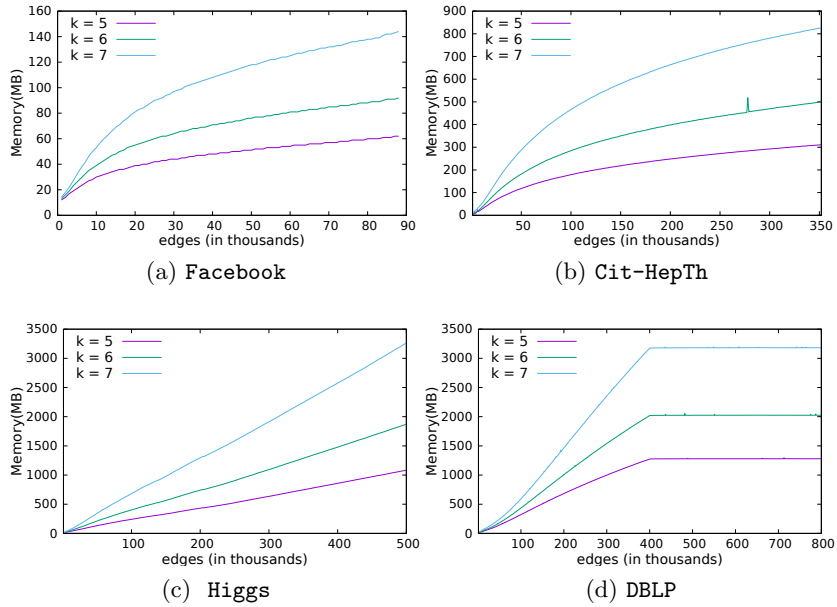 160
140
120
100
80
60
40
20
0
Memory(MB)
k = 5
k = 6
k = 7
0 10 20 30 40 50 60 70 80 90
edges (in thousands)
(a) Facebook
900
800
700
600
500
400
300
200
100
0
Memory(MB)
k = 5
k = 6
k = 7
50 100 150 200 250 300 350
edges (in thousands)
(b) Cit-HepTh
3500
3000
2500
2000
1500
1000
500
0
Memory(MB)
k = 5
k = 6
k = 7
100 200 300 400 500
edges (in thousands)
(c) Higgs
3500
3000
2500
2000
1500
1000
500
0
Memory(MB)
k = 5
k = 6
k = 7
100 200 300 400 500 600 700 800
edges (in thousands)
(d) DBLP